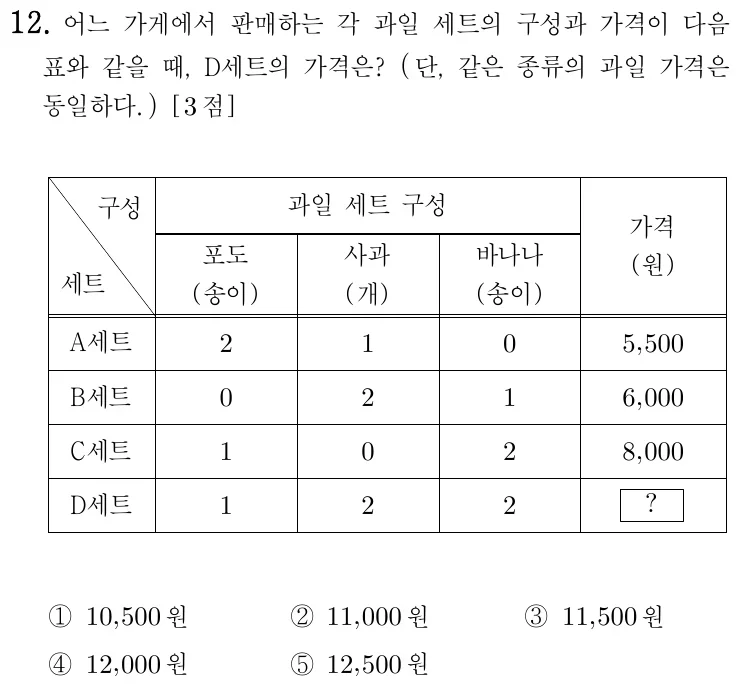 12. 어느 가게에서 판매하는 각 과일 세트의 구성과 가격이 다음
표와 같을 때, D세트의 가격은? (단, 같은 종류의 과일 가격은
동일하다.) [3점]
구성 과일 세트 구성 가격
(원)
세트 포도
(송이) 사과
(개) 바나나
(송이)
A세트 2 1 0 5,500
B세트 0 2 1 6,000
C세트 1 0 2 8,000
D세트 1 2 2 ?
① 10,500원 ② 11,000원 ③ 11,500원
④ 12,000원 ⑤ 12,500원